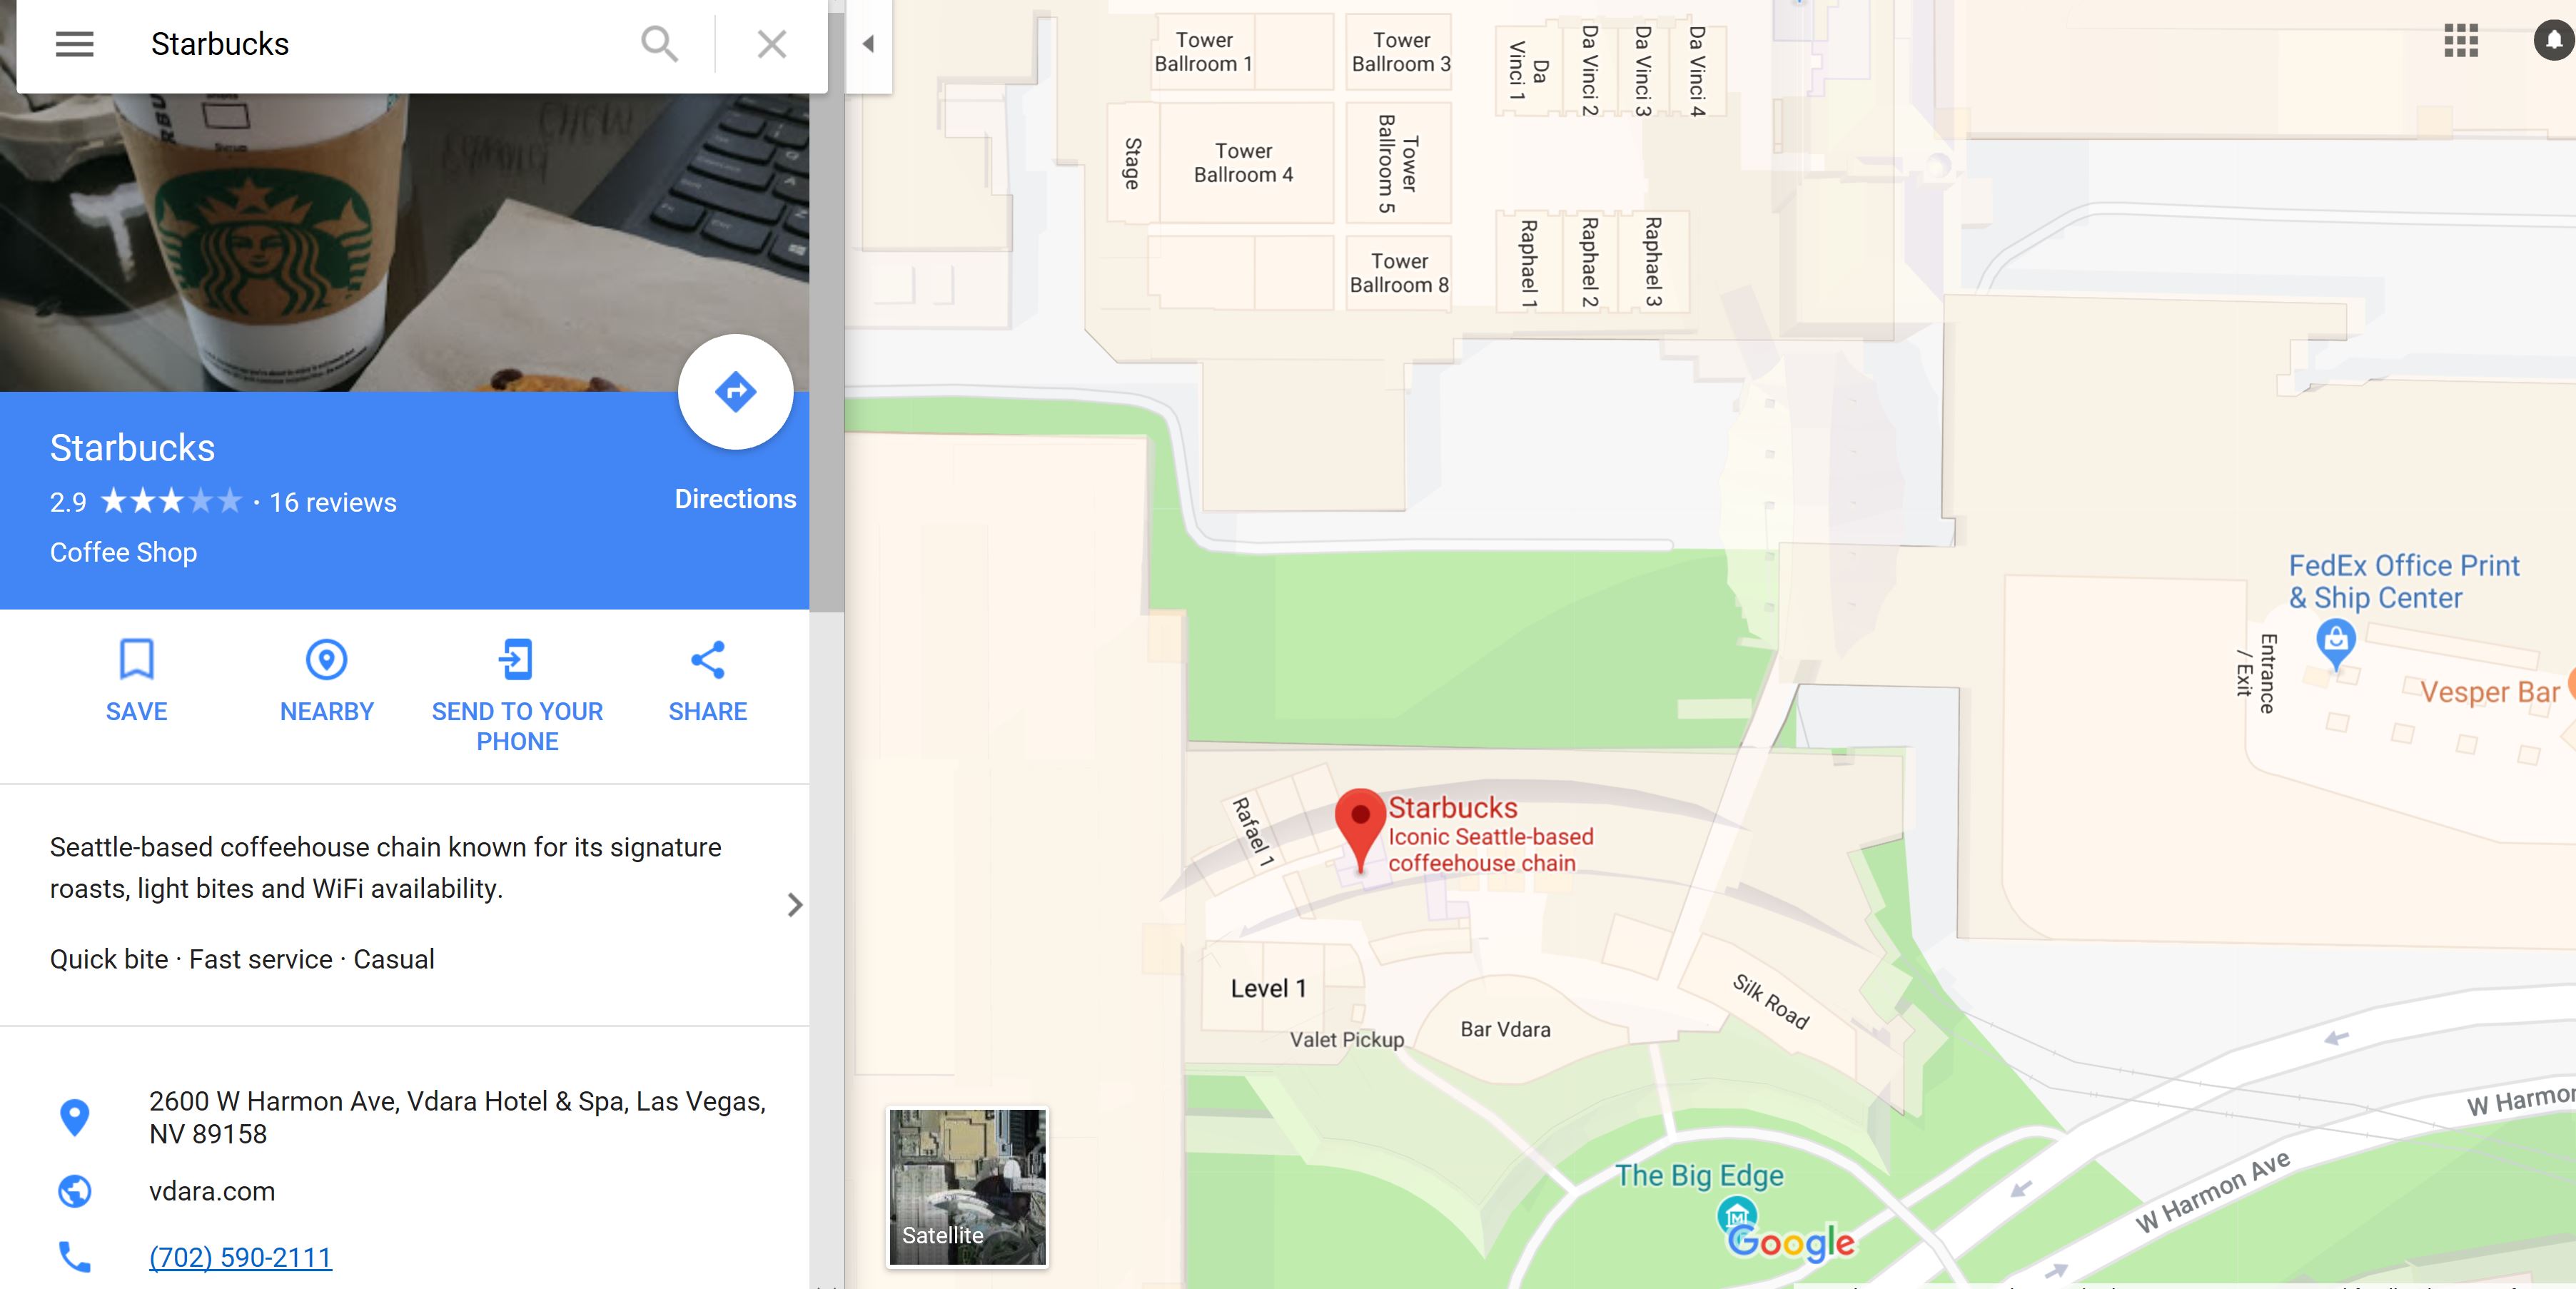 Starbucks
Starbucks
2.9
· 16 reviews
Directions
Coffee Shop
SAVE
NEARBY
SEND TO YOUR
PHONE
SHARE
Seattle-based coffeehouse chain known for its signature
roasts, light bites and WiFi availability.
Quick bite · Fast service · Casual
2600 W Harmon Ave, Vdara Hotel & Spa, Las Vegas,
NV 89158
vdara.com
(702) 590-2111
Satellite
Tower
Ballroom 1
Tower
Ballroom 3
Da
Vinci 1
Da Vinci 2
Da Vinci 3
Da Vinci 4
Stage
Tower
Ballroom 4
Tower
Ballroom 5
Tower
Ballroom 8
Raphael 1
Raphael 2
Raphael 3
FedEx Office Print
& Ship Center
Entrance
/ Exit
Vesper Bar
Rafael 1
Starbucks
Iconic Seattle-based
coffeehouse chain
Level 1
Valet Pickup
Bar Vdara
Silk Road
The Big Edge
Google
W Harmon Ave